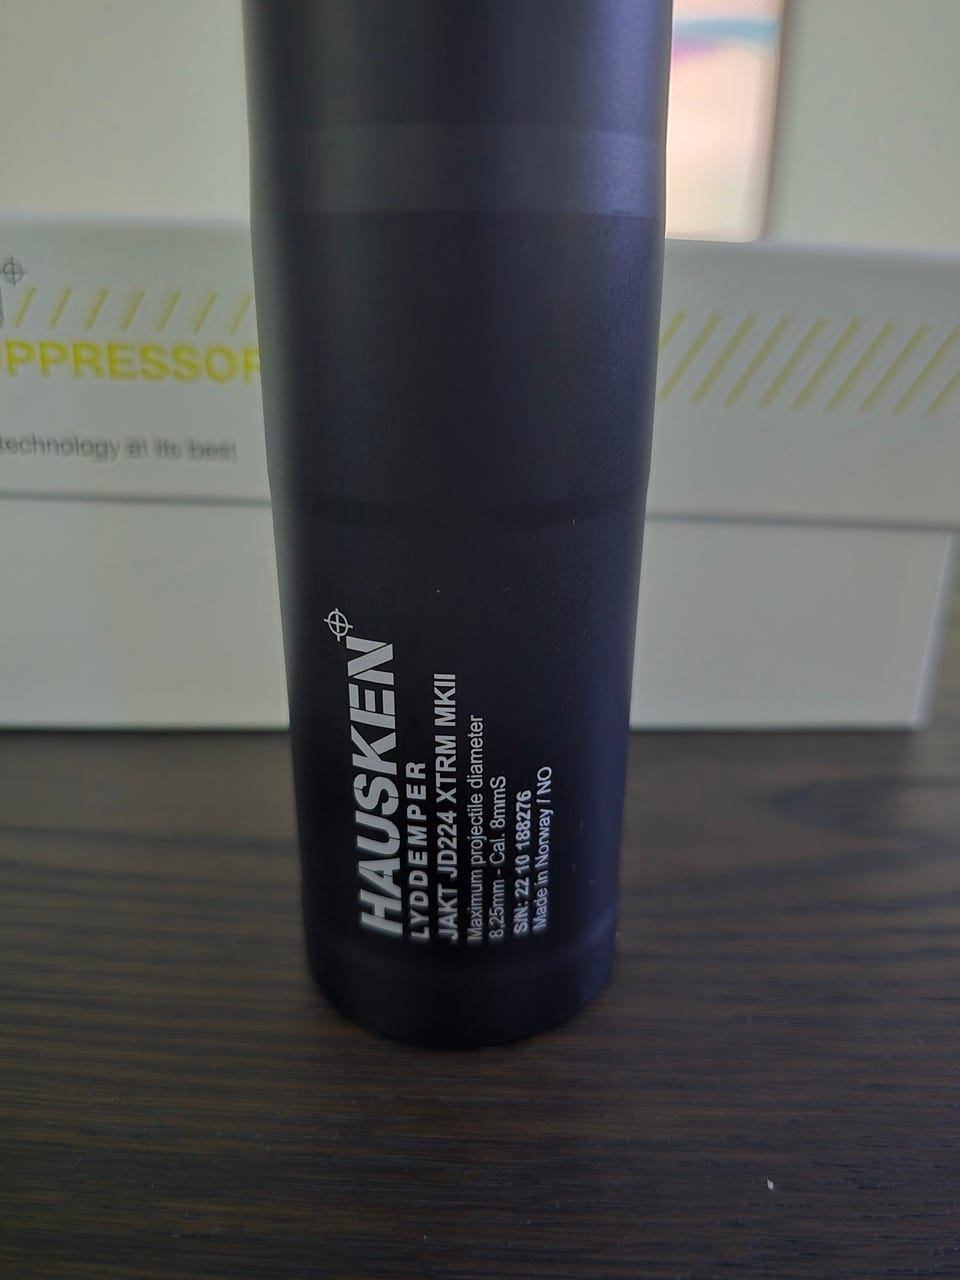 HAUSKEN
LYDDEMPER
JAKT JD224 XTRM MKII
Maximum projectile diameter
8,25mm - Cal. 8mmS
S/N: 22 10 188276
Made in Norway / NO
UPPRESSOR
technology at its best